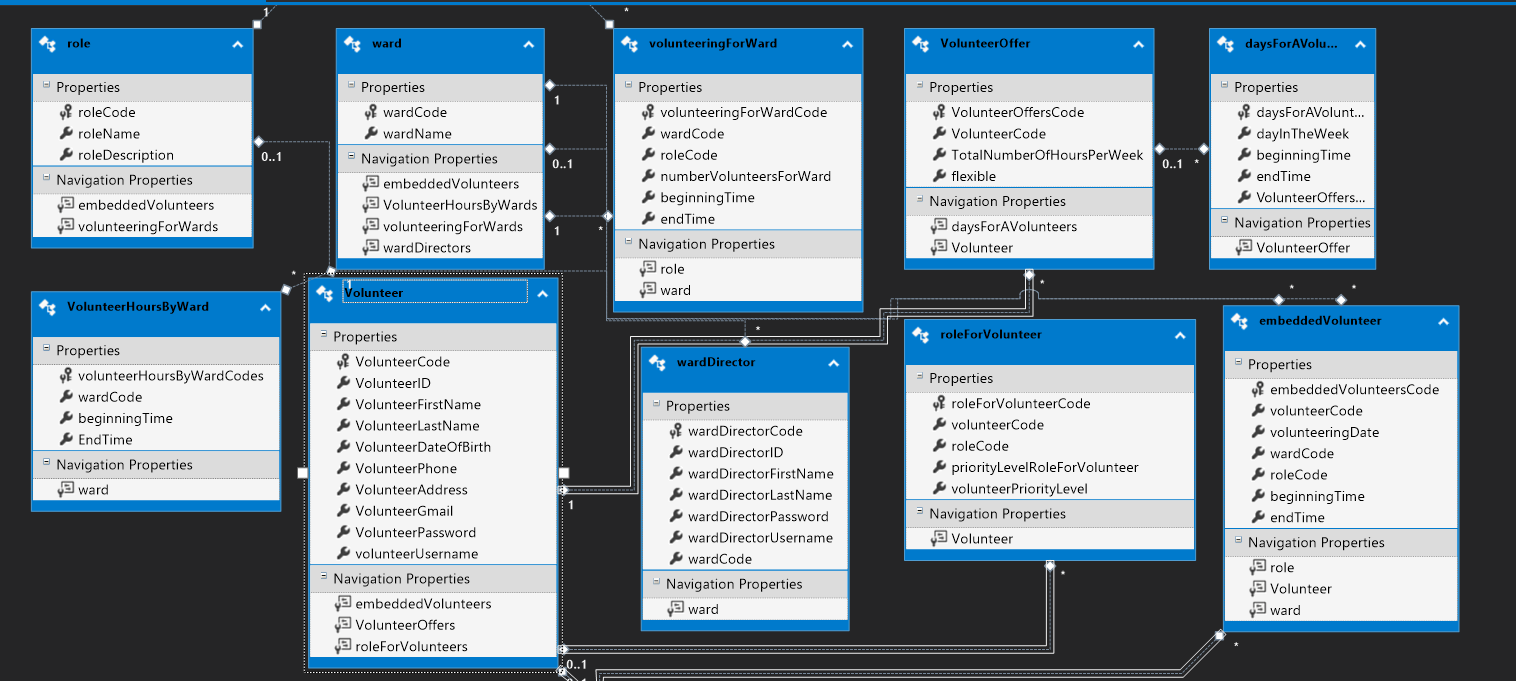 role
Properties
roleCode
roleName
roleDescription
Navigation Properties
embeddedVolunteers
volunteeringForWards
1
0..1
ward
Properties
wardCode
wardName
Navigation Properties
embeddedVolunteers
VolunteerHoursByWards
volunteeringForWards
wardDirectors
1
0..1
1
*
*
volunteeringForWard
Properties
volunteeringForWardCode
wardCode
roleCode
numberVolunteersForWard
beginningTime
endTime
Navigation Properties
role
ward
VolunteerOffer
Properties
VolunteerOffersCode
VolunteerCode
TotalNumberOfHoursPerWeek
flexible
Navigation Properties
daysForAVolunteers
Volunteer
0..1
*
*
daysForAVolu...
Properties
daysForAVolunt...
dayInTheWeek
beginningTime
endTime
VolunteerOffers...
Navigation Properties
VolunteerOffer
*
VolunteerHoursByWard
Properties
volunteerHoursByWardCodes
wardCode
beginningTime
EndTime
Navigation Properties
ward
1
Volunteer
Properties
VolunteerCode
VolunteerID
VolunteerFirstName
VolunteerLastName
VolunteerDateOfBirth
VolunteerPhone
VolunteerAddress
VolunteerGmail
VolunteerPassword
volunteerUsername
Navigation Properties
embeddedVolunteers
VolunteerOffers
roleForVolunteers
1
0..1
*
wardDirector
Properties
wardDirectorCode
wardDirectorID
wardDirectorFirstName
wardDirectorLastName
wardDirectorPassword
wardDirectorUsername
wardCode
Navigation Properties
ward
roleForVolunteer
Properties
roleForVolunteerCode
volunteerCode
roleCode
priorityLevelRoleForVolunteer
volunteerPriorityLevel
Navigation Properties
Volunteer
*
*
*
embeddedVolunteer
Properties
embeddedVolunteersCode
volunteerCode
volunteeringDate
wardCode
roleCode
beginningTime
endTime
Navigation Properties
role
Volunteer
ward
*